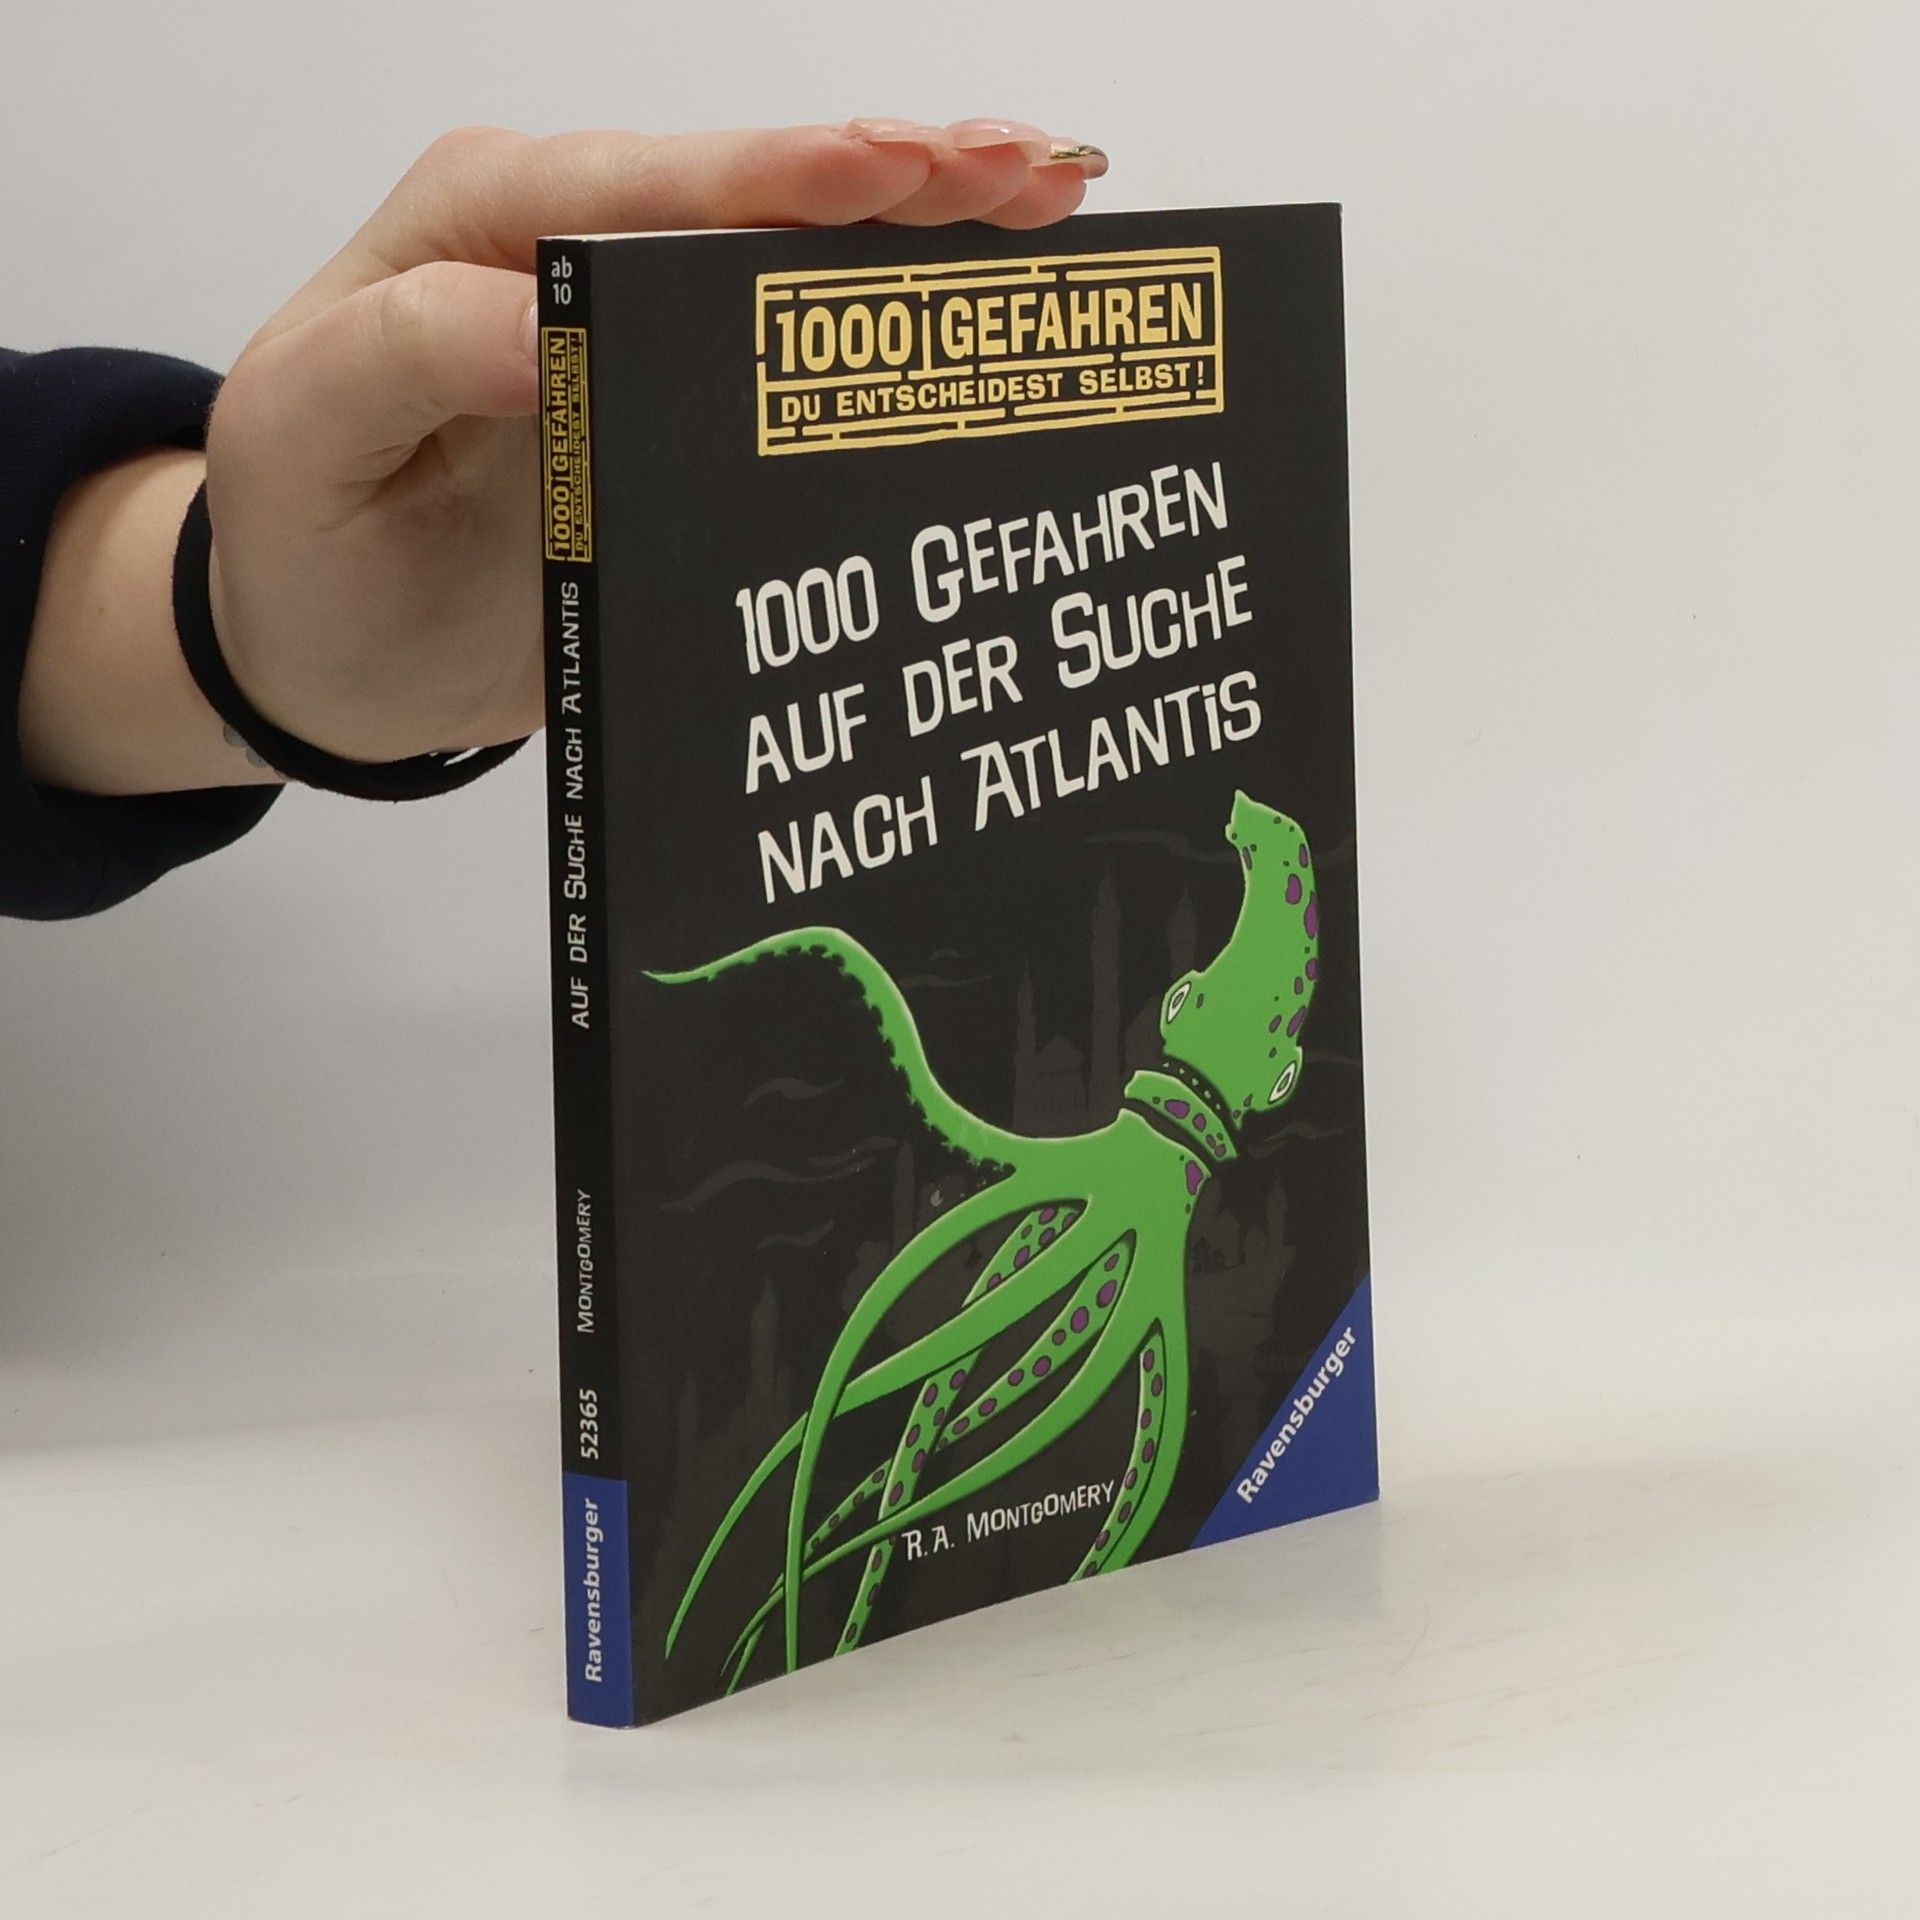 ab
10
1000 GEFAHREN
DU ENTSCHEIDEST SELBST!
AUF DER SUCHE NACH ATLANTIS
MONTGOMERY
52365
Ravensburger
1000 GEFAHREN
DU ENTSCHEIDEST SELBST!
1000 GEFAHREN
AUF DER SUCHE
NACH ATLANTIS
R.A. MONTGOMERY
Ravensburger